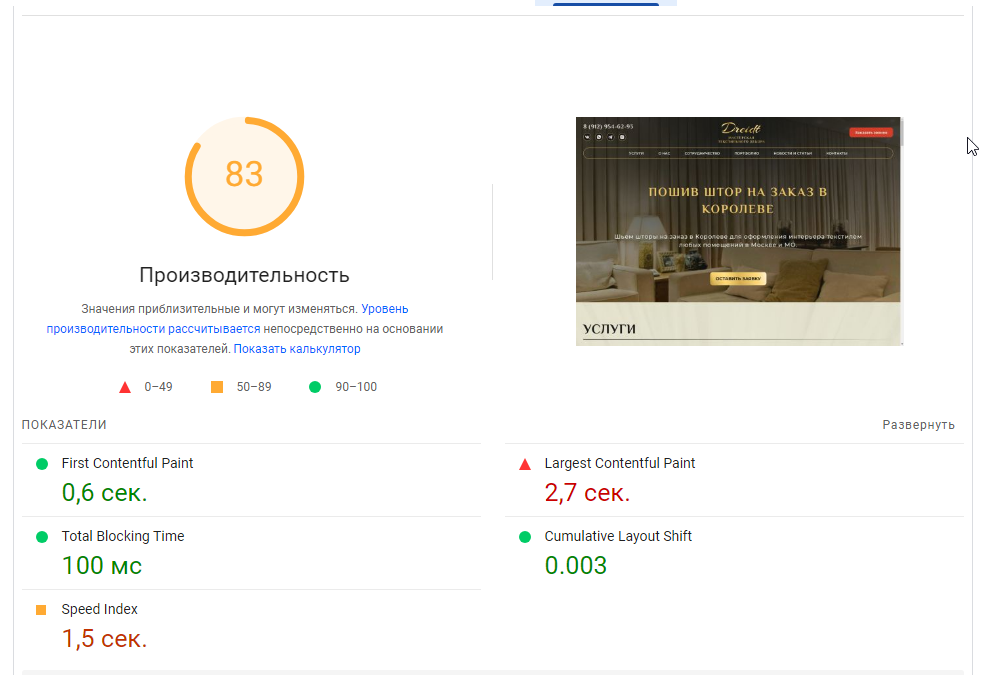 83
Производительность
Значения приблизительные и могут изменяться. Уровень
производительности рассчитывается непосредственно на основании
этих показателей. Показать калькулятор
0–49
50–89
90–100
8 (912) 954-62-93
Dreidt
Заказать звонок
УСЛУГИ О НАС СОТРУДНИЧЕСТВО ПОРТФОЛИО НОВОСТИ И СТАТЬИ КОНТАКТЫ
ПОШИВ ШТОР НА ЗАКАЗ В
КОРОЛЕВЕ
Шьем шторы на заказ в Королеве для оформления интерьера текстилем
любых помещений в Москве и МО.
ОСТАВИТЬ ЗАЯВКУ
УСЛУГИ
ПОКАЗАТЕЛИ
Развернуть
First Contentful Paint
0,6 сек.
Largest Contentful Paint
2,7 сек.
Total Blocking Time
100 мс
Cumulative Layout Shift
0.003
Speed Index
1,5 сек.